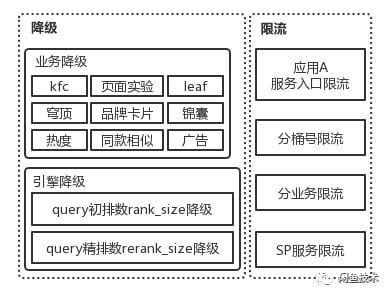 降级
业务降级
kfc 页面实验 leaf
穹顶 品牌卡片 锦囊
热度 同款相似 广告
引擎降级
query初排数rank_size降级
query精排数rerank_size降级
限流
应用A
服务入口限流
分桶号限流
分业务限流
SP服务限流
闲鱼技术